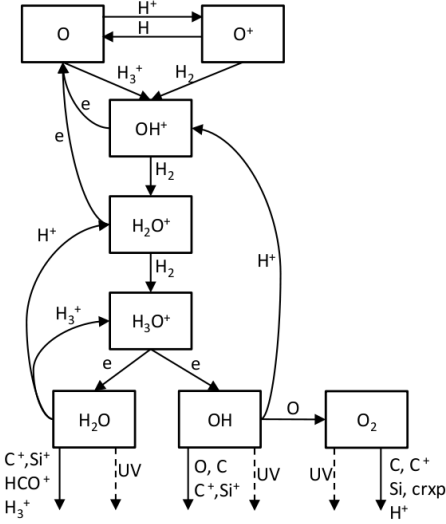 H⁺
O
H
O⁺
H₃⁺
H₂
e
OH⁺
e
H₂
H₂O⁺
H⁺
H₂
H⁺
H₃⁺
H₃O⁺
e
e
H₂O
OH
O
O₂
C⁺,Si⁺
HCO⁺
H₃⁺
UV
O, C
C⁺,Si⁺
UV
UV
C, C⁺
Si, crxp
H⁺